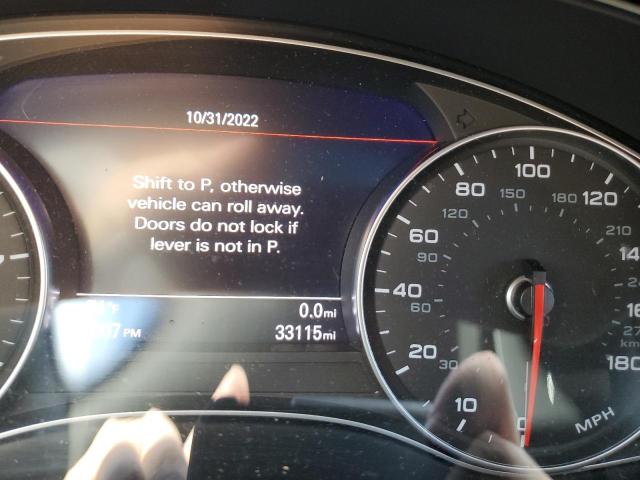 10/31/2022
Shift to P, otherwise
vehicle can roll away.
Doors do not lock if
lever is not in P.
°F
0.0mi
PM
33115mi
100
80
120
150
120
180
60
210
90
40
60
20
30
180
10
0
MPH